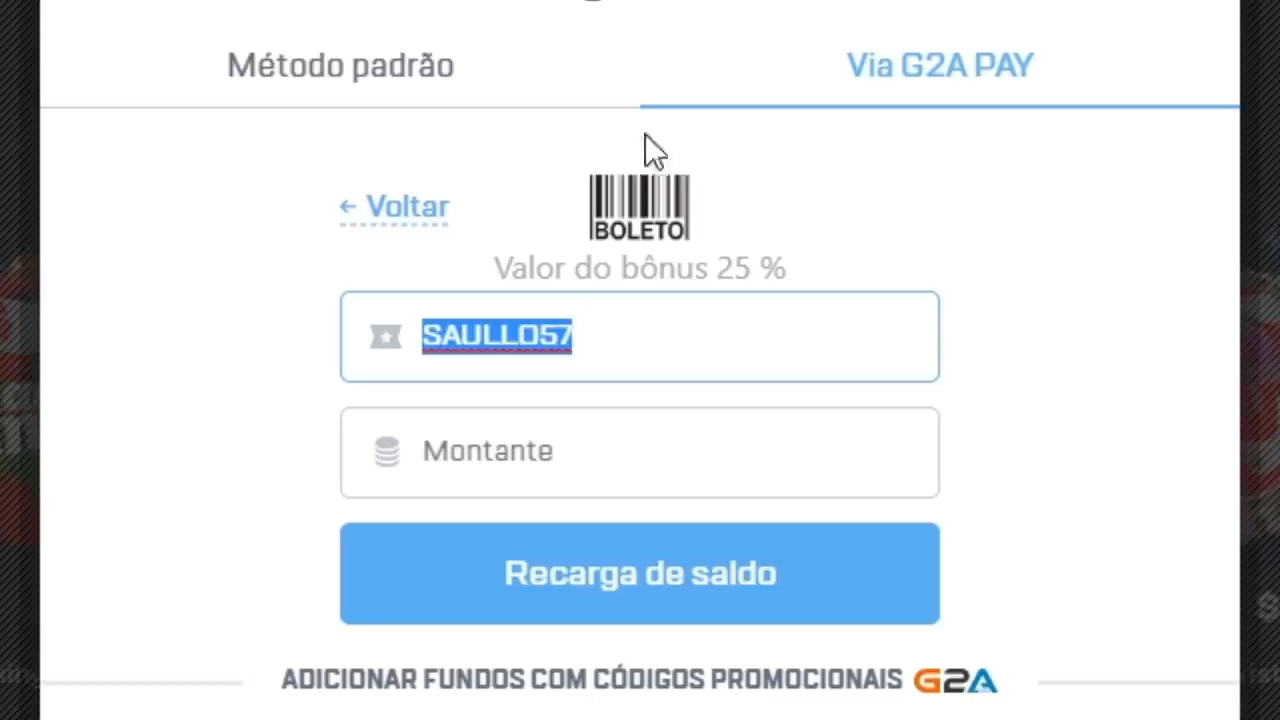 Método padrão
Via G2A PAY
← Voltar
BOLETO
Valor do bônus 25 %
SAULLO57
Montante
Recarga de saldo
ADICIONAR FUNDOS COM CÓDIGOS PROMOCIONAIS G2A